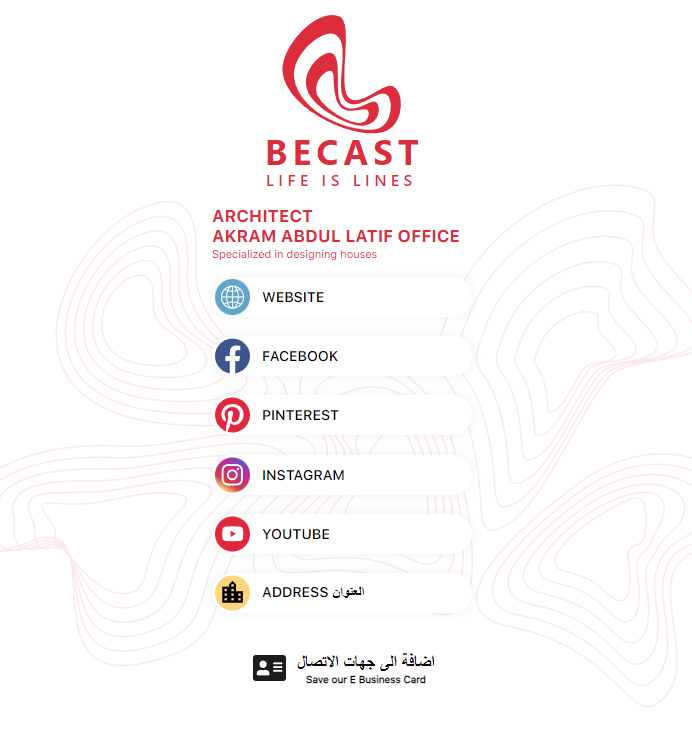 BECAST
LIFE IS LINES
ARCHITECT
AKRAM ABDUL LATIF OFFICE
Specialized in designing houses
WEBSITE
FACEBOOK
PINTEREST
INSTAGRAM
YOUTUBE
ADDRESS العنوان
اضافة الى جهات الاتصال
Save our E Business Card